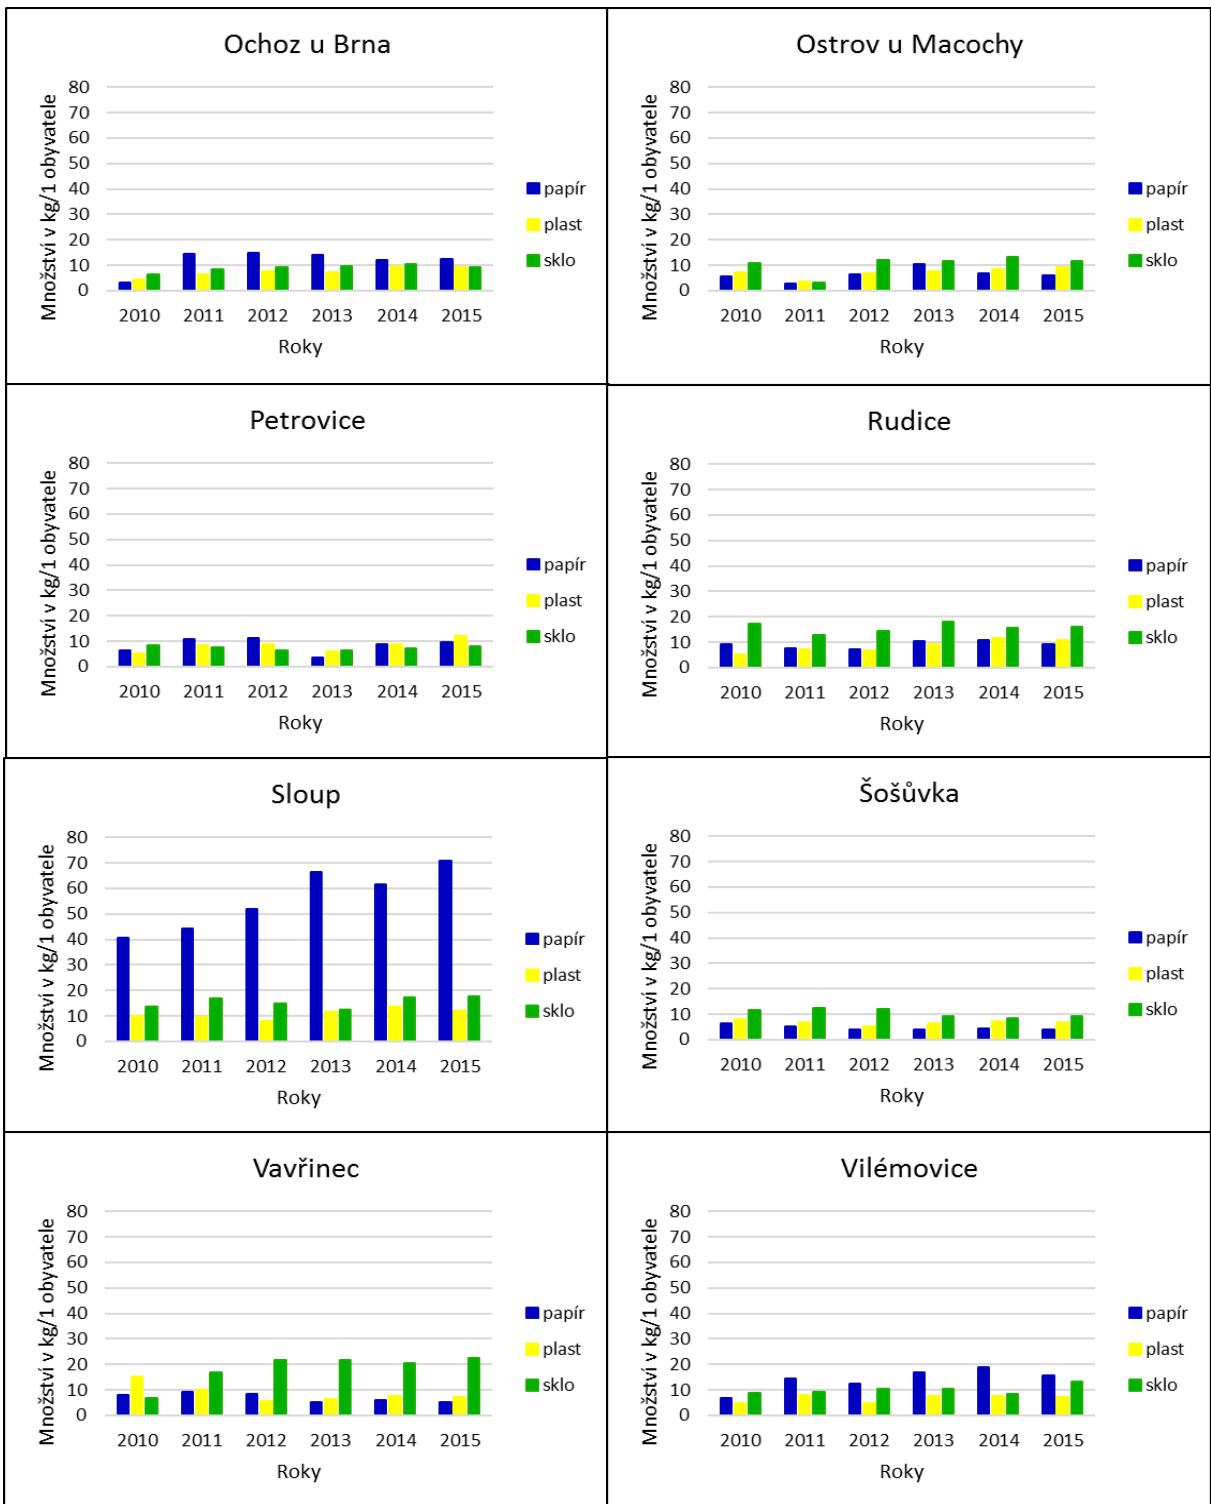 Ochoz u Brna
Množství v kg/1 obyvatele
80
70
60
50
40
30
20
10
0
2010 2011 2012 2013 2014 2015
Roky
papír
plast
sklo
Ostrov u Macochy
Množství v kg/1 obyvatele
80
70
60
50
40
30
20
10
0
2010 2011 2012 2013 2014 2015
Roky
papír
plast
sklo
Petrovice
Množství v kg/1 obyvatele
80
70
60
50
40
30
20
10
0
2010 2011 2012 2013 2014 2015
Roky
papír
plast
sklo
Rudice
Množství v kg/1 obyvatele
80
70
60
50
40
30
20
10
0
2010 2011 2012 2013 2014 2015
Roky
papír
plast
sklo
Sloup
Množství v kg/1 obyvatele
80
70
60
50
40
30
20
10
0
2010 2011 2012 2013 2014 2015
Roky
papír
plast
sklo
Šošůvka
Množství v kg/1 obyvatele
80
70
60
50
40
30
20
10
0
2010 2011 2012 2013 2014 2015
Roky
papír
plast
sklo
Vavřinec
Množství v kg/1 obyvatele
80
70
60
50
40
30
20
10
0
2010 2011 2012 2013 2014 2015
Roky
papír
plast
sklo
Vilémovice
Množství v kg/1 obyvatele
80
70
60
50
40
30
20
10
0
2010 2011 2012 2013 2014 2015
Roky
papír
plast
sklo